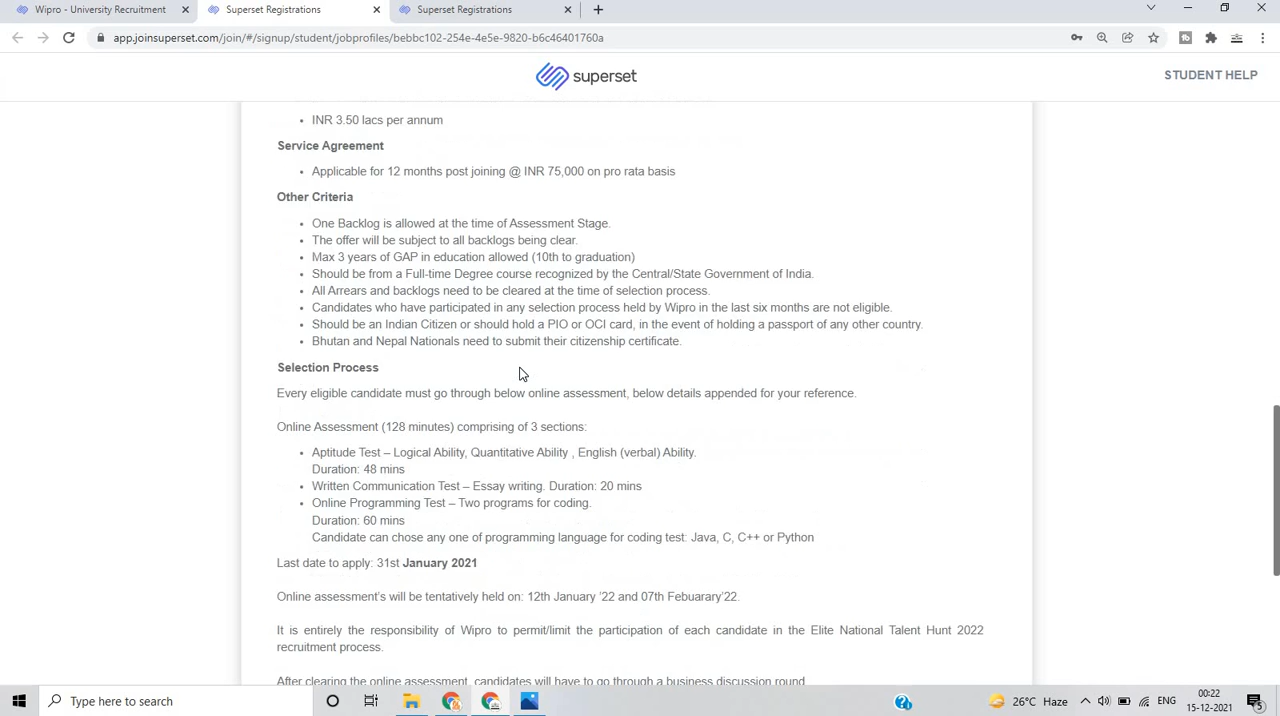 Wipro - University Recruitment
Superset Registrations
Superset Registrations
app.joinsuperset.com/join/#/signup/student/jobprofiles/bebbc102-254e-4e5e-9820-b6c46401760a
superset
STUDENT HELP
• INR 3.50 lacs per annum
Service Agreement
• Applicable for 12 months post joining @ INR 75,000 on pro rata basis
Other Criteria
• One Backlog is allowed at the time of Assessment Stage.
• The offer will be subject to all backlogs being clear.
• Max 3 years of GAP in education allowed (10th to graduation)
• Should be from a Full-time Degree course recognized by the Central/State Government of India.
• All Arrears and backlogs need to be cleared at the time of selection process.
• Candidates who have participated in any selection process held by Wipro in the last six months are not eligible.
• Should be an Indian Citizen or should hold a PIO or OCI card, in the event of holding a passport of any other country.
• Bhutan and Nepal Nationals need to submit their citizenship certificate.
Selection Process
Every eligible candidate must go through below online assessment, below details appended for your reference.
Online Assessment (128 minutes) comprising of 3 sections:
• Aptitude Test – Logical Ability, Quantitative Ability , English (verbal) Ability.
Duration: 48 mins
• Written Communication Test – Essay writing. Duration: 20 mins
• Online Programming Test – Two programs for coding.
Duration: 60 mins
Candidate can chose any one of programming language for coding test: Java, C, C++ or Python
Last date to apply: 31st January 2021
Online assessment's will be tentatively held on: 12th January '22 and 07th Febuarary'22.
It is entirely the responsibility of Wipro to permit/limit the participation of each candidate in the Elite National Talent Hunt 2022
recruitment process.
After clearing the online assessment, candidates will have to go through a business discussion round
Type here to search
26°C Haze
ENG
00:22
15-12-2021
5